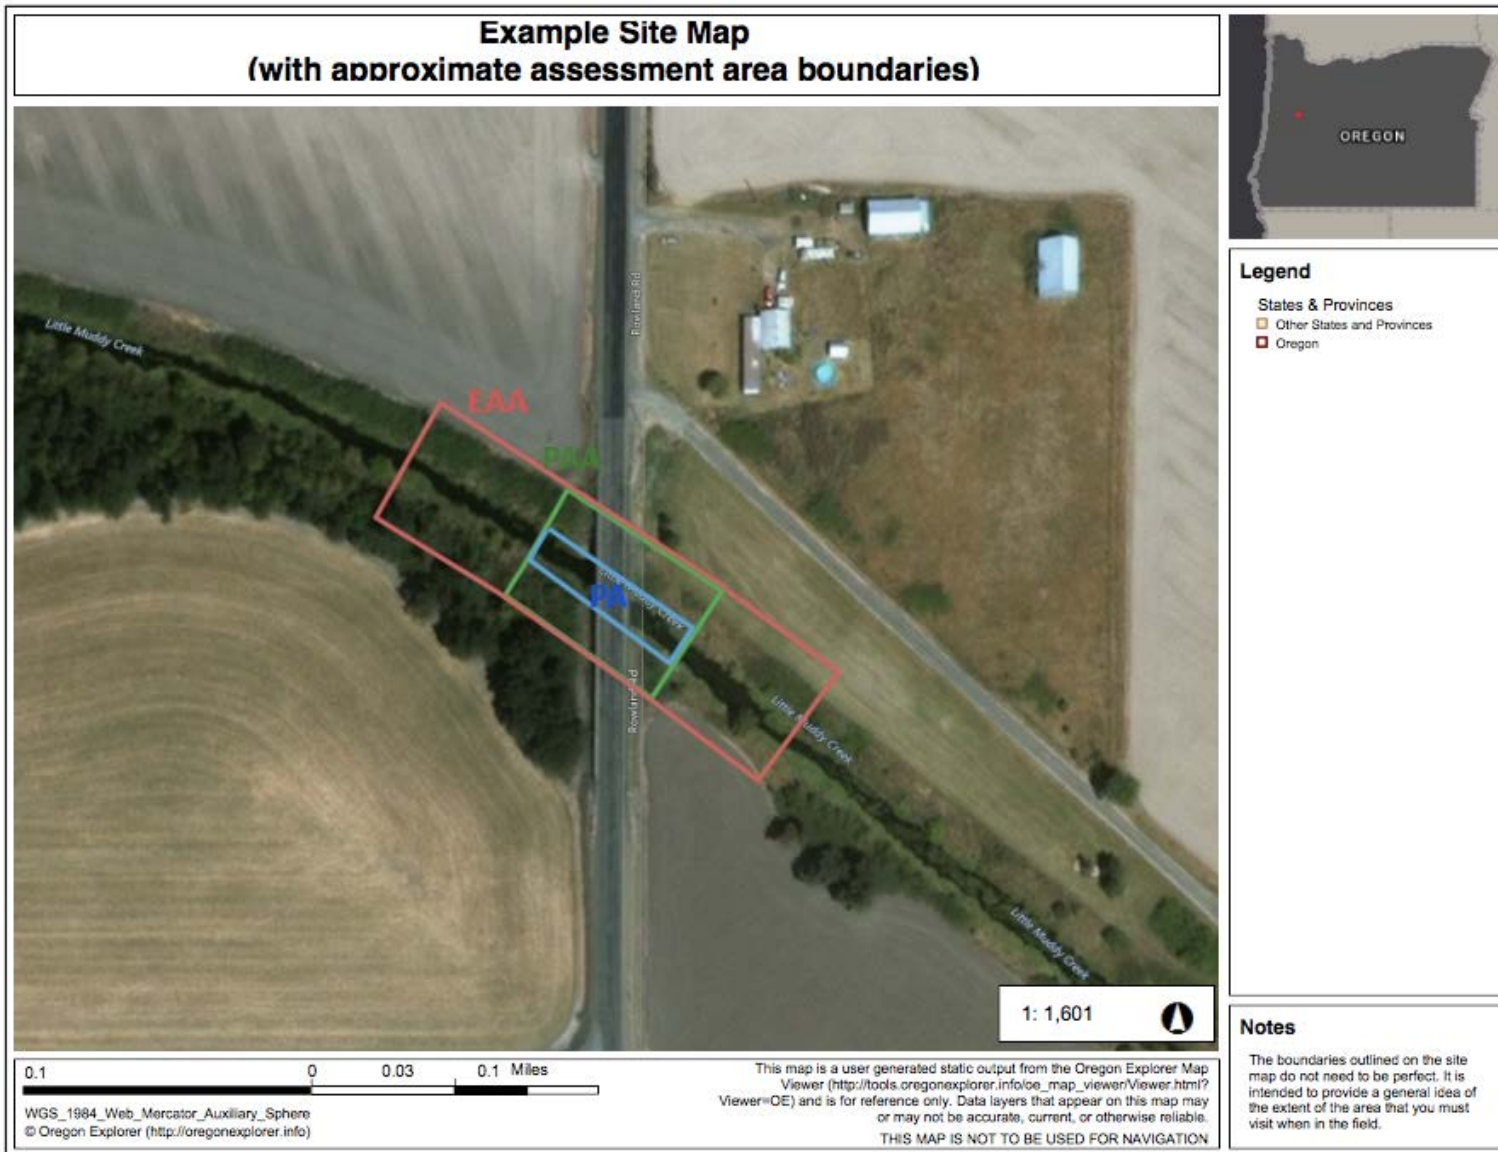 Example Site Map
(with approximate assessment area boundaries)
OREGON
Legend
States & Provinces
Other States and Provinces
Oregon
Little Muddy Creek
Rowland Rd
EAA
PAA
PA
Little Muddy Creek
Rowland Rd
Little Muddy Creek
Little Muddy Creek
1: 1,601
Notes
The boundaries outlined on the site
map do not need to be perfect. It is
intended to provide a general idea of
the extent of the area that you must
visit when in the field.
0.1 0 0.03 0.1 Miles
WGS_1984_Web_Mercator_Auxiliary_Sphere
© Oregon Explorer (http://oregonexplorer.info)
This map is a user generated static output from the Oregon Explorer Map
Viewer (http://tools.oregonexplorer.info/oe_map_viewer/Viewer.html?
Viewer=OE) and is for reference only. Data layers that appear on this map may
or may not be accurate, current, or otherwise reliable.
THIS MAP IS NOT TO BE USED FOR NAVIGATION